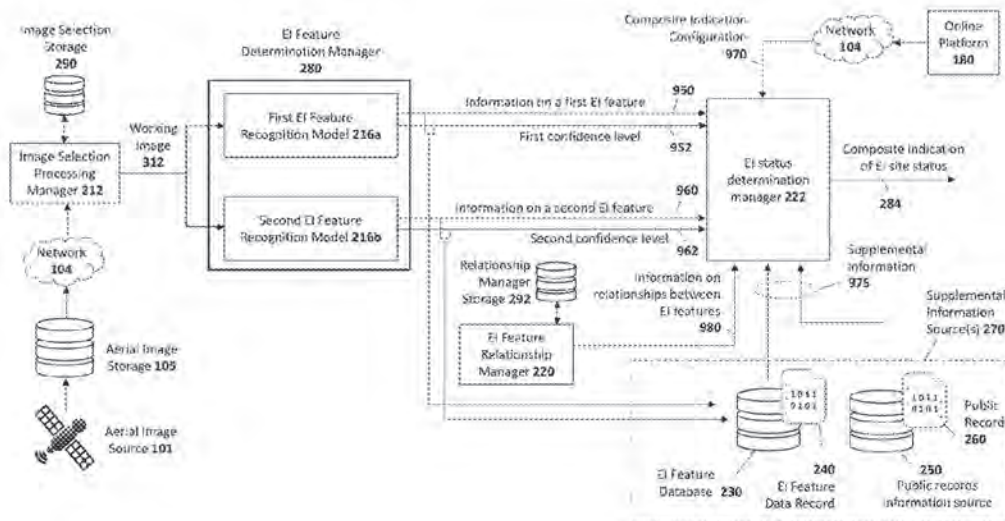 Image Selection
Storage
290
EI Feature
Determination Manager
280
Composite Indication
Configuration
970
Network
104
Online
Platform
180
First EI Feature
Recognition Model 216a
Working
Image
312
Image Selection
Processing
Manager 212
Second EI Feature
Recognition Model 216b
Information on a first EI feature
950
First confidence level
952
Information on a second EI feature
960
Second confidence level
962
EI status
determination
manager 222
Composite indication
of EI site status
284
Network
104
Relationship
Manager
Storage 292
Information on
relationships between
EI features
980
Supplemental
Information
975
Supplemental
Information
Source(s) 270
EI Feature
Relationship
Manager 220
Aerial Image
Storage 105
Aerial Image
Source 101
1011
0101
1011
0101
Public
Record
260
EI Feature
Database 230
240
EI Feature
Data Record
250
Public records
information source